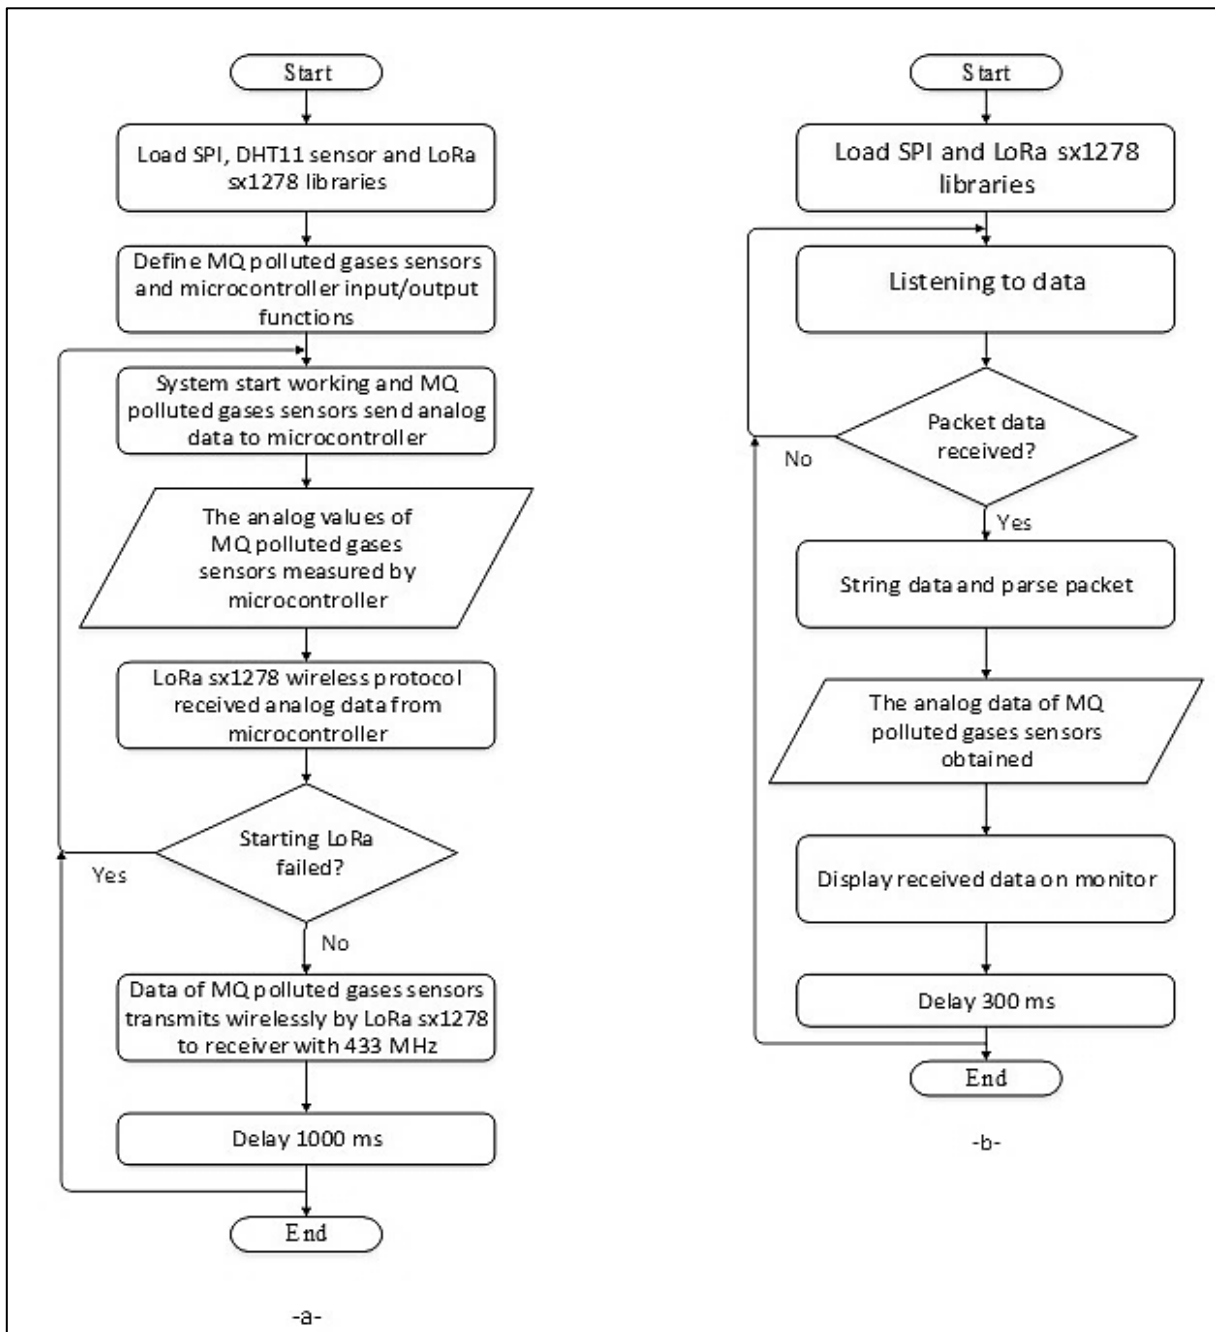 Start
Load SPI, DHT11 sensor and LoRa
sx1278 libraries
Define MQ polluted gases sensors
and microcontroller input/output
functions
System start working and MQ
polluted gases sensors send analog
data to microcontroller
The analog values of
MQ polluted gases
sensors measured by
microcontroller
LoRa sx1278 wireless protocol
received analog data from
microcontroller
Starting LoRa
failed?
Yes
No
Data of MQ polluted gases sensors
transmits wirelessly by LoRa sx1278
to receiver with 433 MHz
Delay 1000 ms
End
-a-
Start
Load SPI and LoRa sx1278
libraries
Listening to data
Packet data
received?
No
Yes
String data and parse packet
The analog data of MQ
polluted gases sensors
obtained
Display received data on monitor
Delay 300 ms
End
-b-